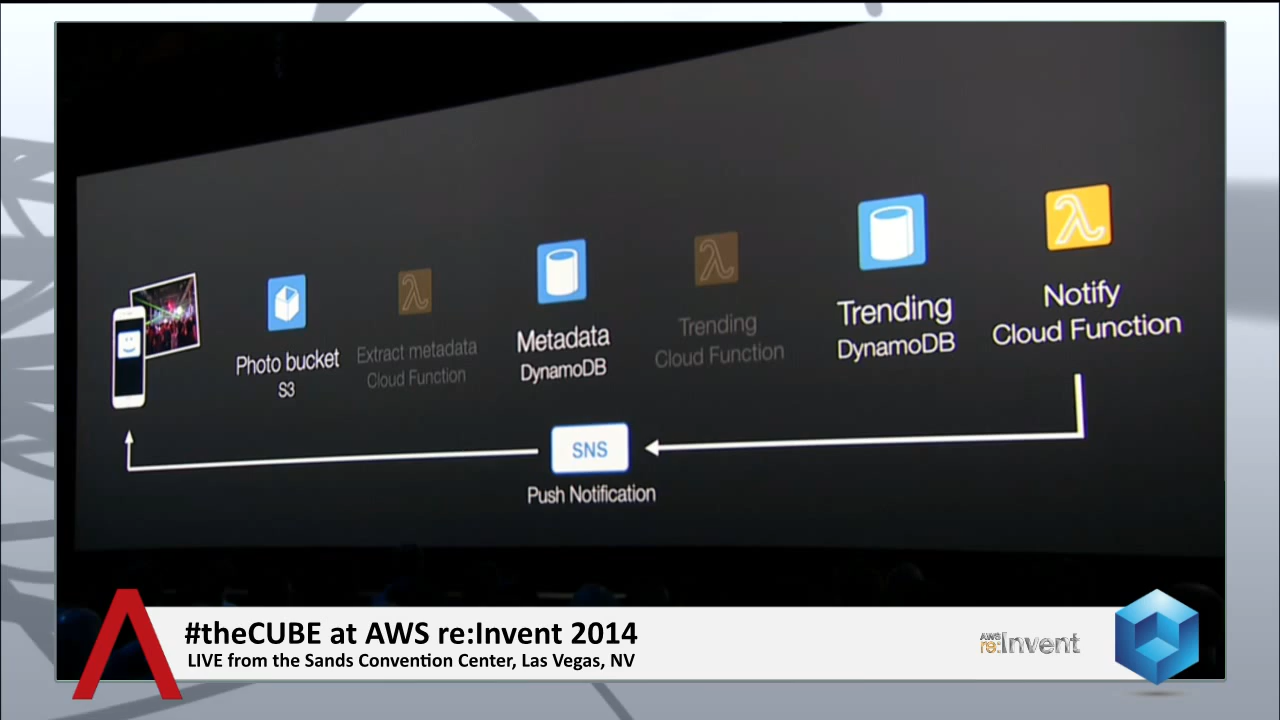 Photo bucket
S3
λ
Extract metadata
Cloud Function
Metadata
DynamoDB
λ
Trending
Cloud Function
Trending
DynamoDB
λ
Notify
Cloud Function
SNS
Push Notification
#theCUBE at AWS re:Invent 2014
LIVE from the Sands Convention Center, Las Vegas, NV
AWS
re:Invent